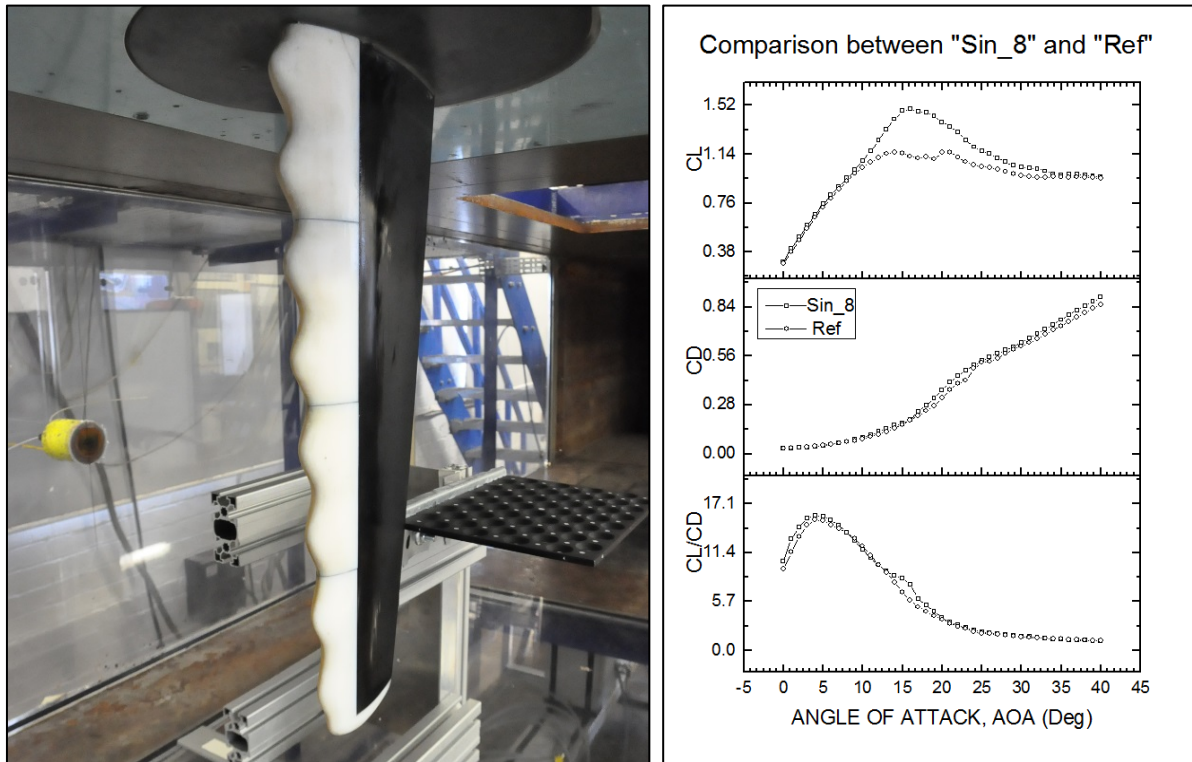 Comparison between "Sin_8" and "Ref"
1.52
1.14
CL
0.76
0.38
0.84
Sin_8
Ref
0.56
CD
0.28
0.00
17.1
11.4
CL/CD
5.7
0.0
-5 0 5 10 15 20 25 30 35 40 45
ANGLE OF ATTACK, AOA (Deg)